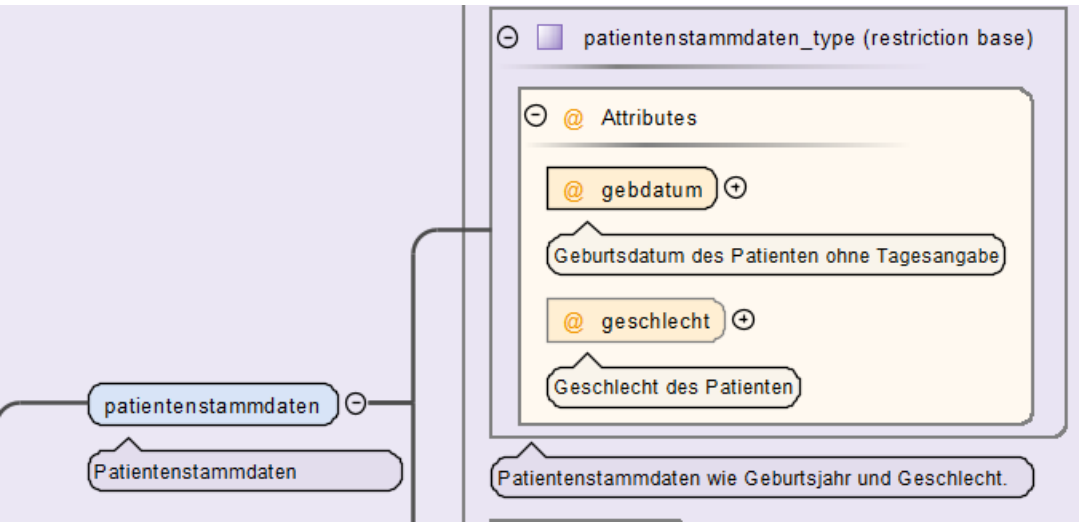 patientenstammdaten_type (restriction base)
@ Attributes
@ gebdatum
Geburtsdatum des Patienten ohne Tagesangabe
@ geschlecht
Geschlecht des Patienten
patientenstammdaten
Patientenstammdaten
Patientenstammdaten wie Geburtsjahr und Geschlecht.